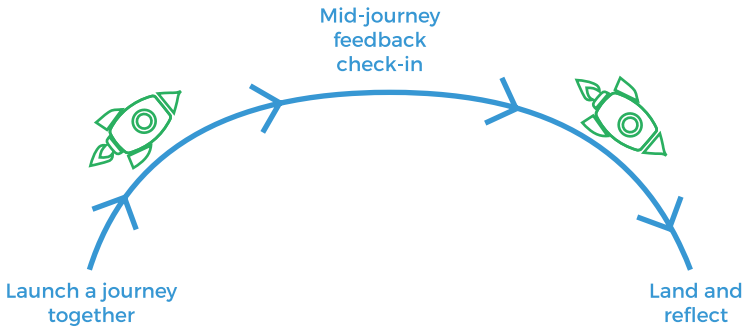 Mid-journey
feedback
check-in
Launch a journey
together
Land and
reflect